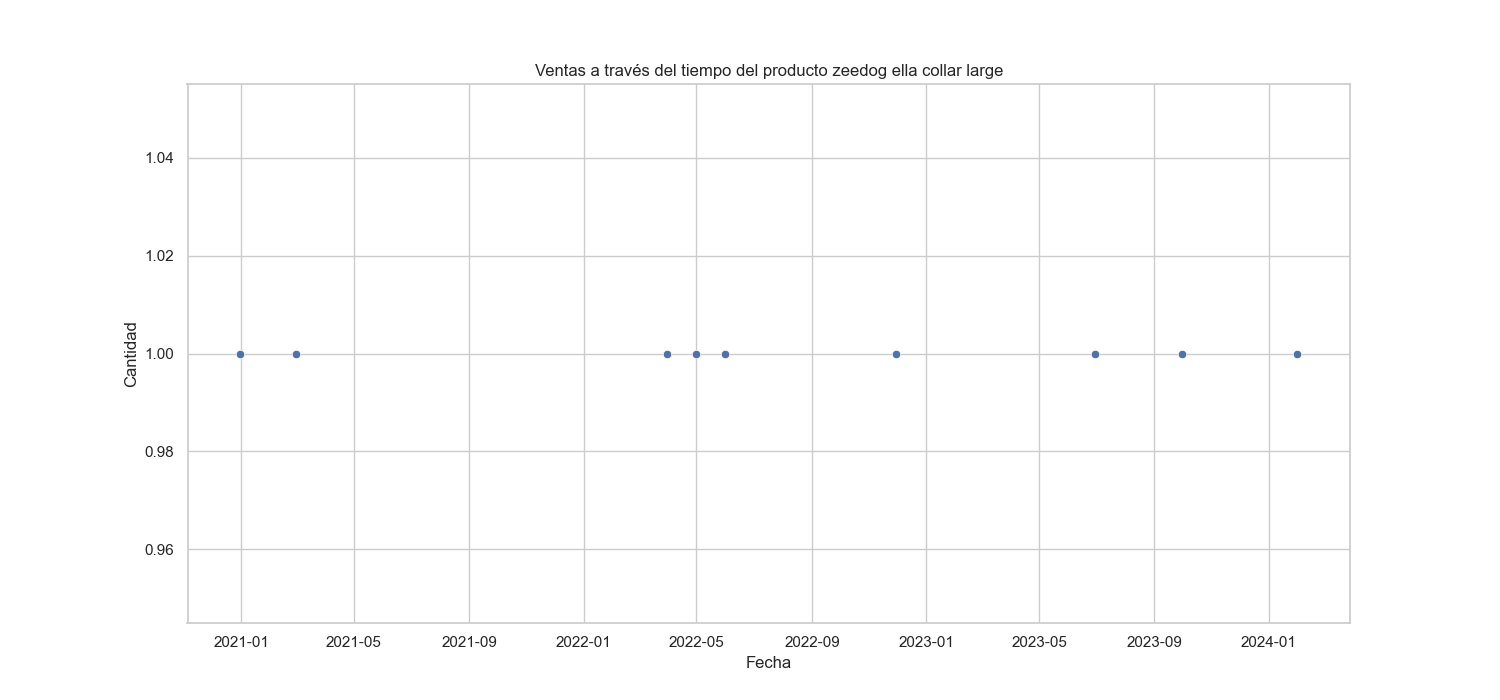 Ventas a través del tiempo del producto zeedog ella collar large
1.04
1.02
1.00
0.98
0.96
Cantidad
2021-01 2021-05 2021-09 2022-01 2022-05 2022-09 2023-01 2023-05 2023-09 2024-01
Fecha